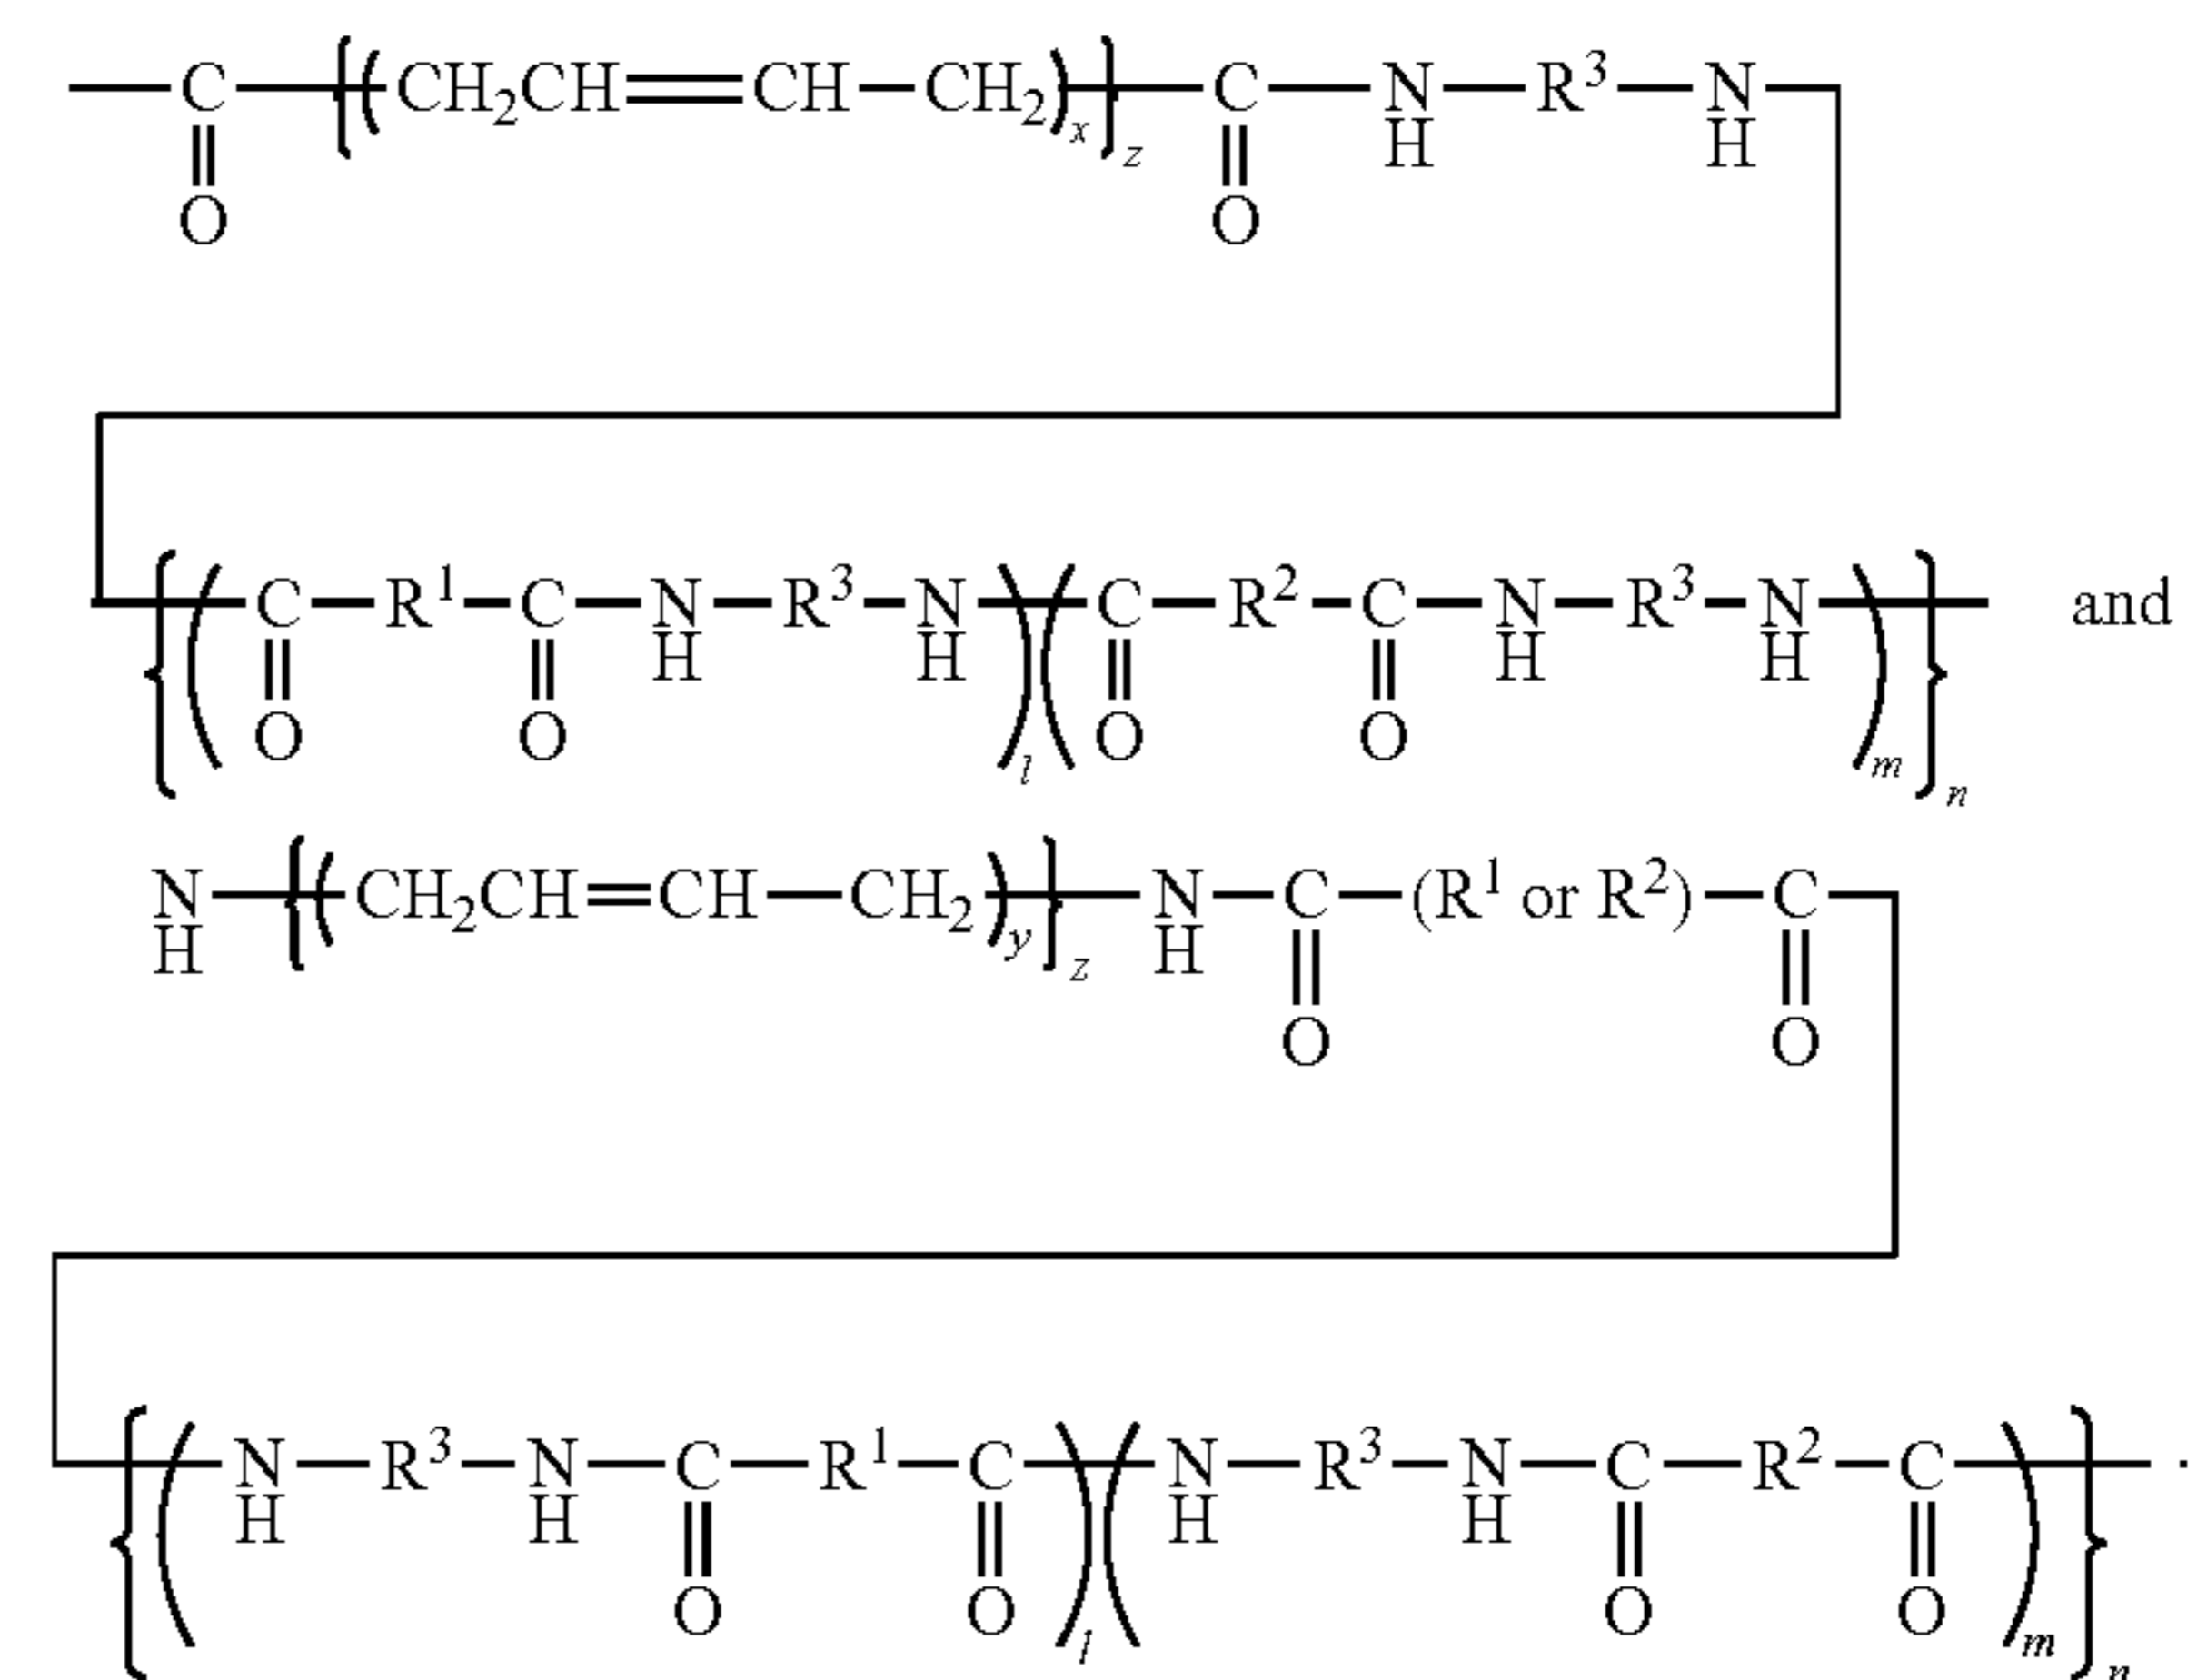 —C—{(CH₂CH=CH—CH₂)ₓ}z—C—N—R³—N—
O O H H
{(C—R¹—C—N—R³—N)l(C—R²—C—N—R³—N)m}n and
O O H H O O H H
N—{(CH₂CH=CH—CH₂)y}z—N—C—(R¹ or R²)—C—
H H O O
{(N—R³—N—C—R¹—C)l(N—R³—N—C—R²—C)m}n .
H H O O H H O O